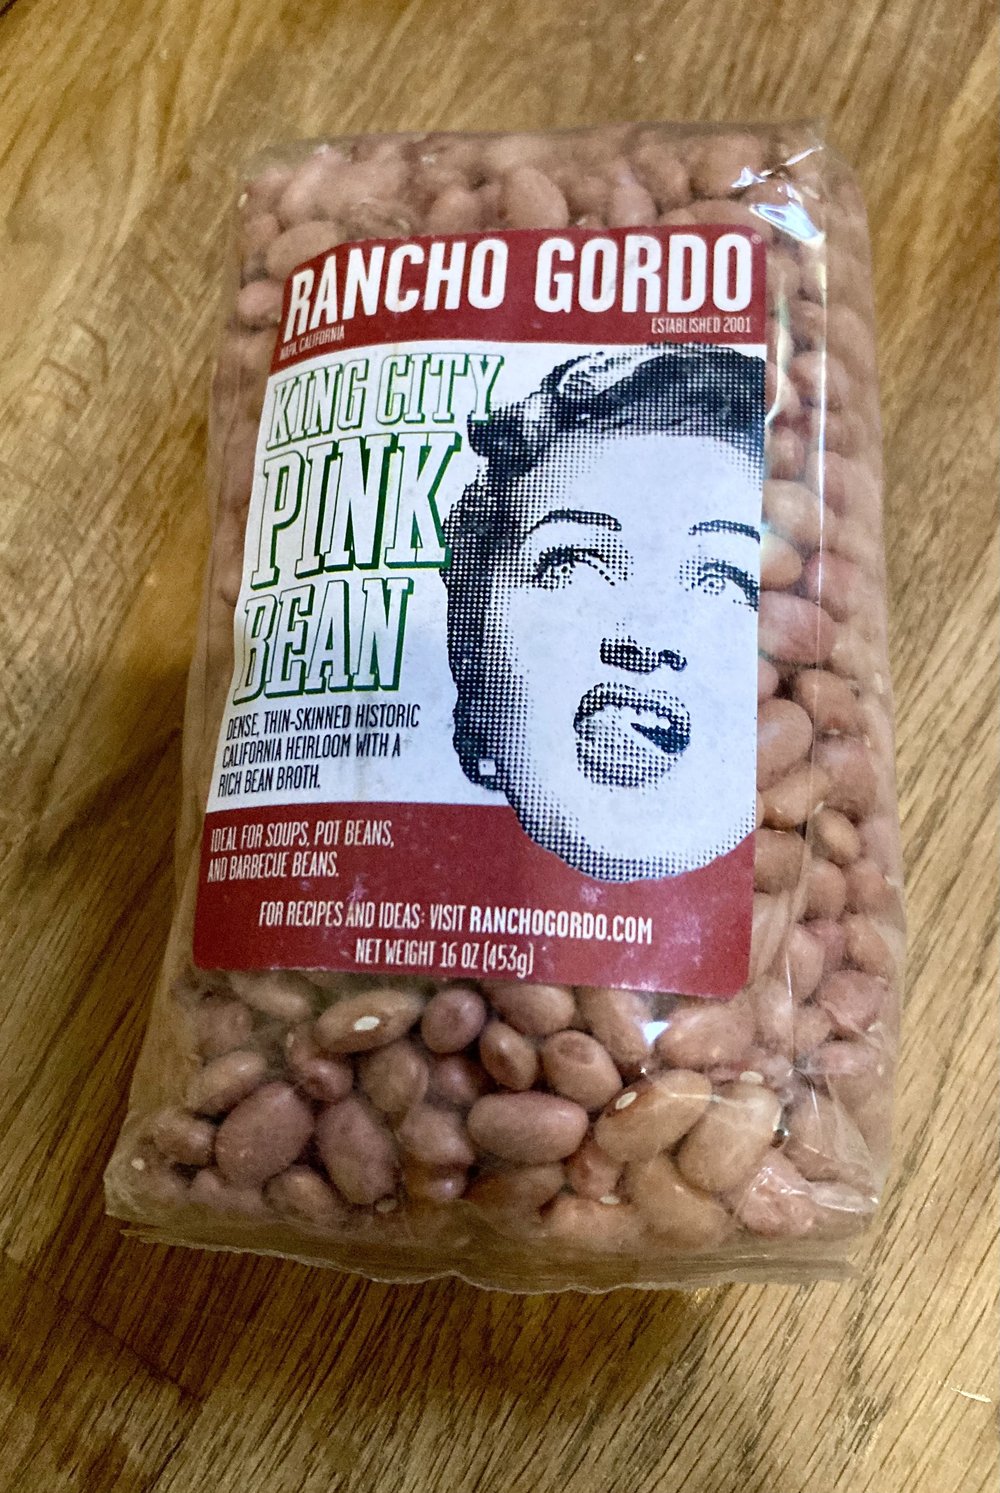 RANCHO GORDO®
NAPA, CALIFORNIA
ESTABLISHED 2001
KING CITY
PINK
BEAN
DENSE, THIN-SKINNED HISTORIC
CALIFORNIA HEIRLOOM WITH A
RICH BEAN BROTH.
IDEAL FOR SOUPS, POT BEANS,
AND BARBECUE BEANS.
FOR RECIPES AND IDEAS: VISIT RANCHOGORDO.COM
NET WEIGHT 16 OZ (453g)